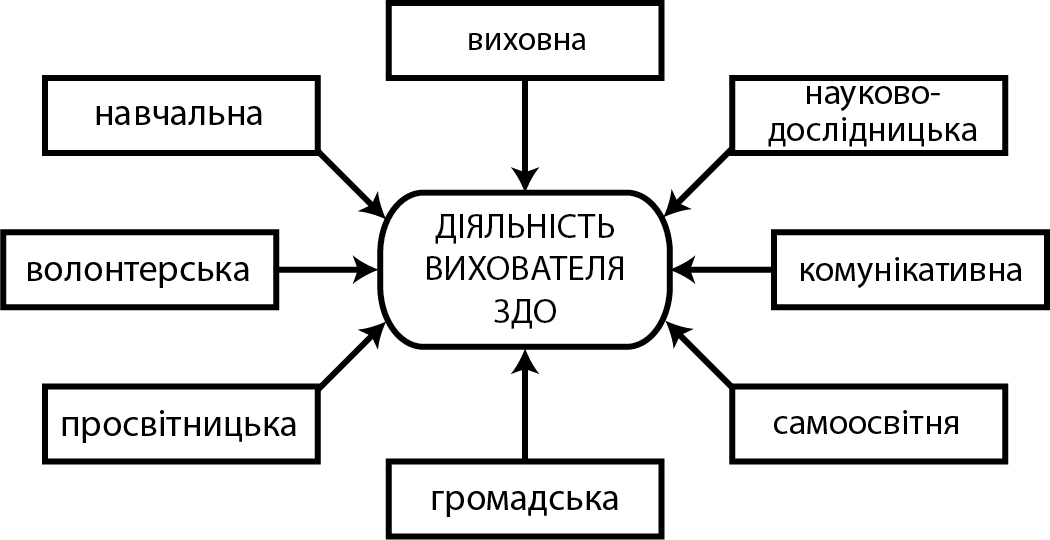 виховна
навчальна
науково-
дослідницька
ДІЯЛЬНІСТЬ
ВИХОВАТЕЛЯ
ЗДО
волонтерська
комунікативна
просвітницька
самоосвітня
громадська